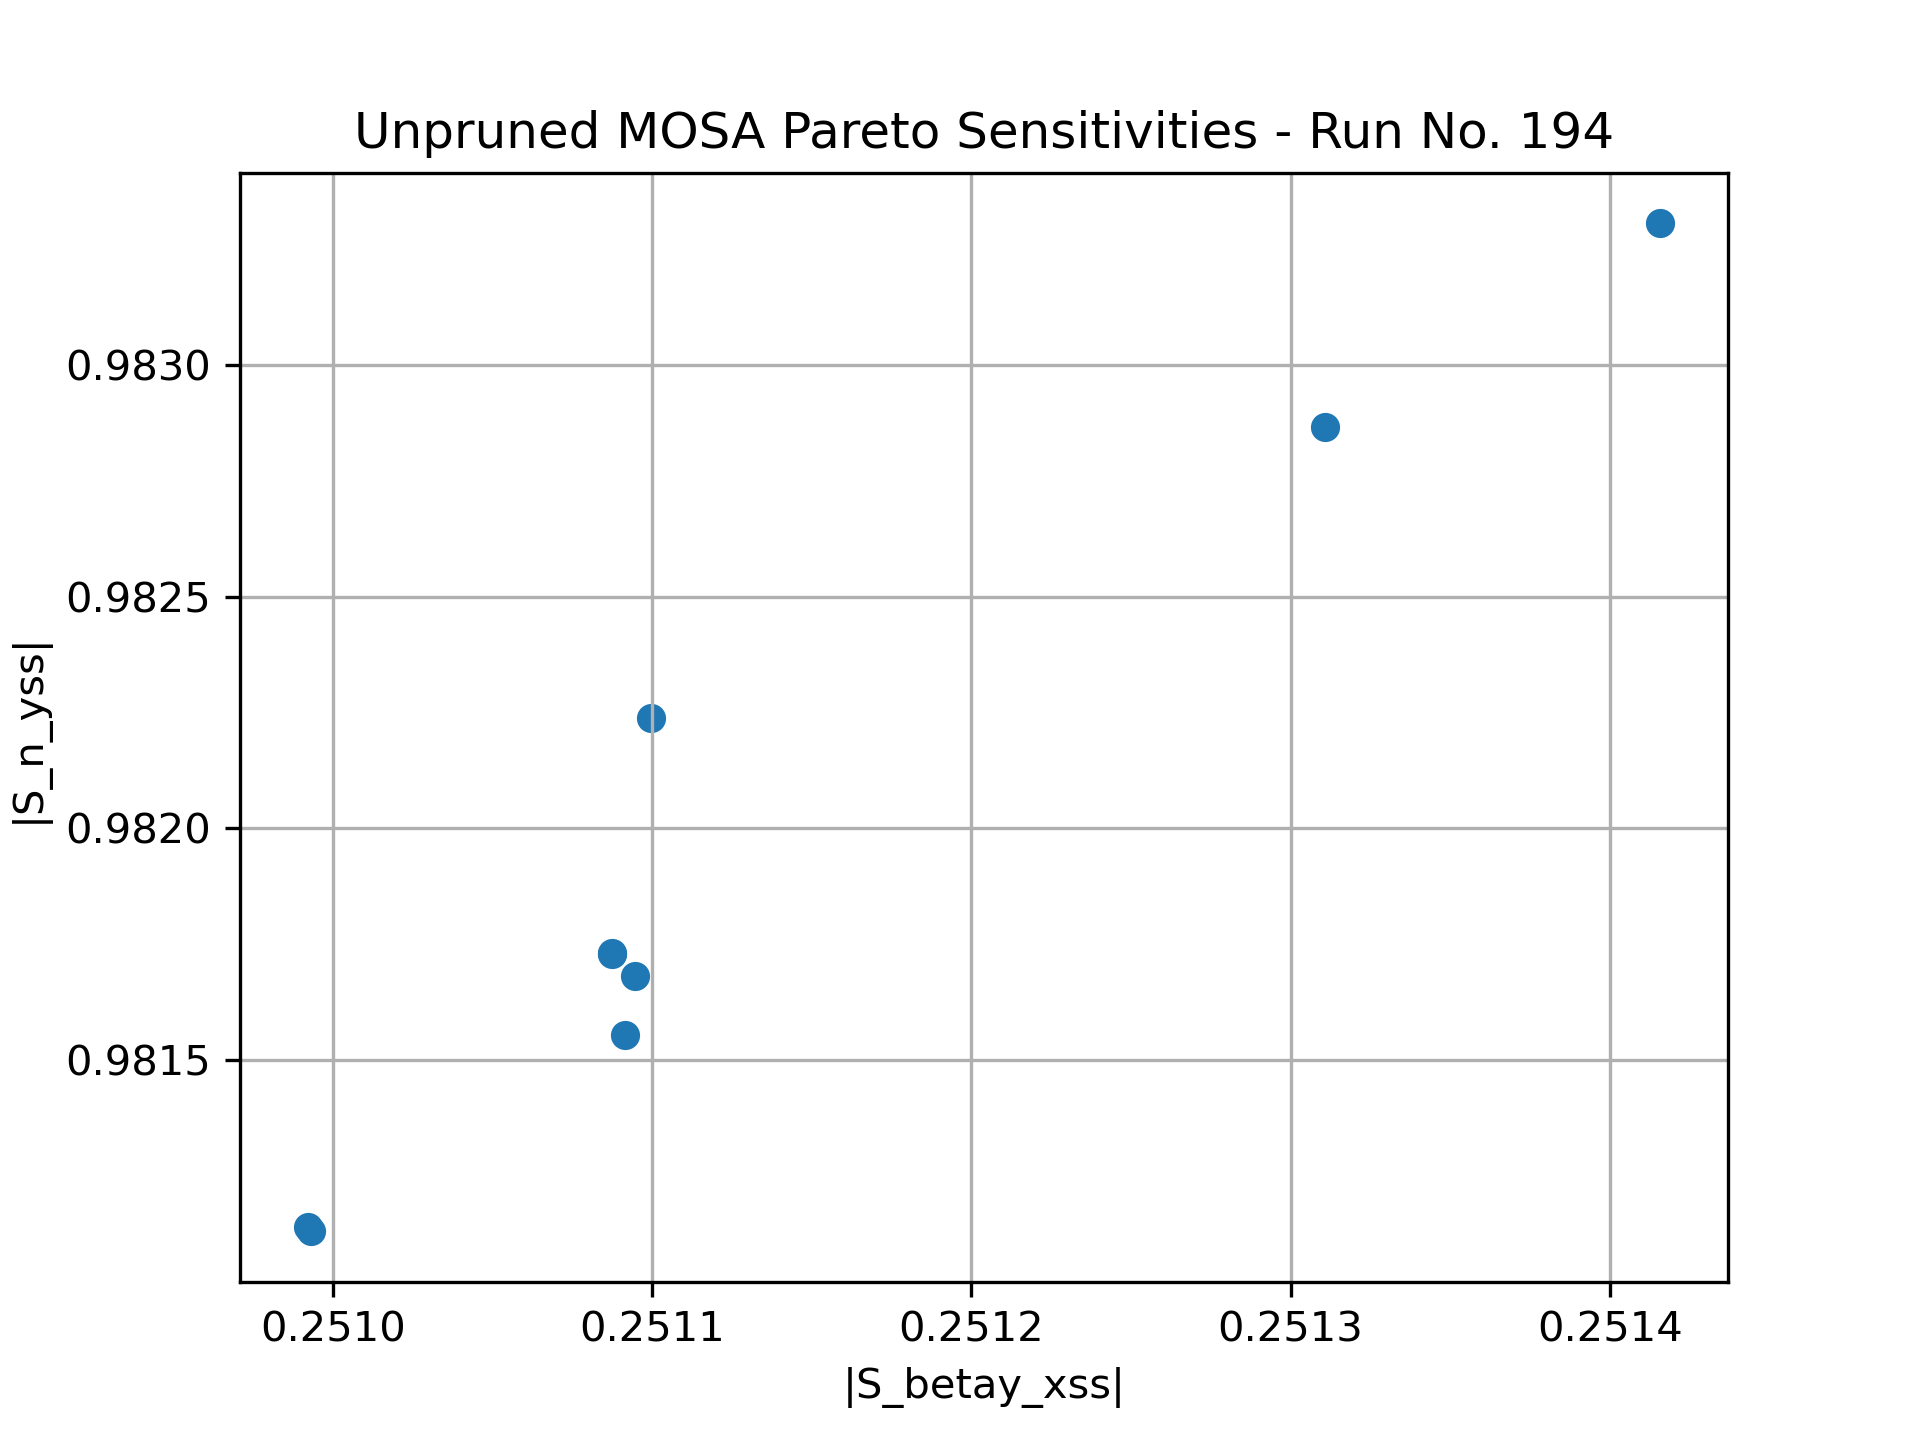 Unpruned MOSA Pareto Sensitivities - Run No. 194
|S_n_yss|
0.9830
0.9825
0.9820
0.9815
0.2510 0.2511 0.2512 0.2513 0.2514
|S_betay_xss|